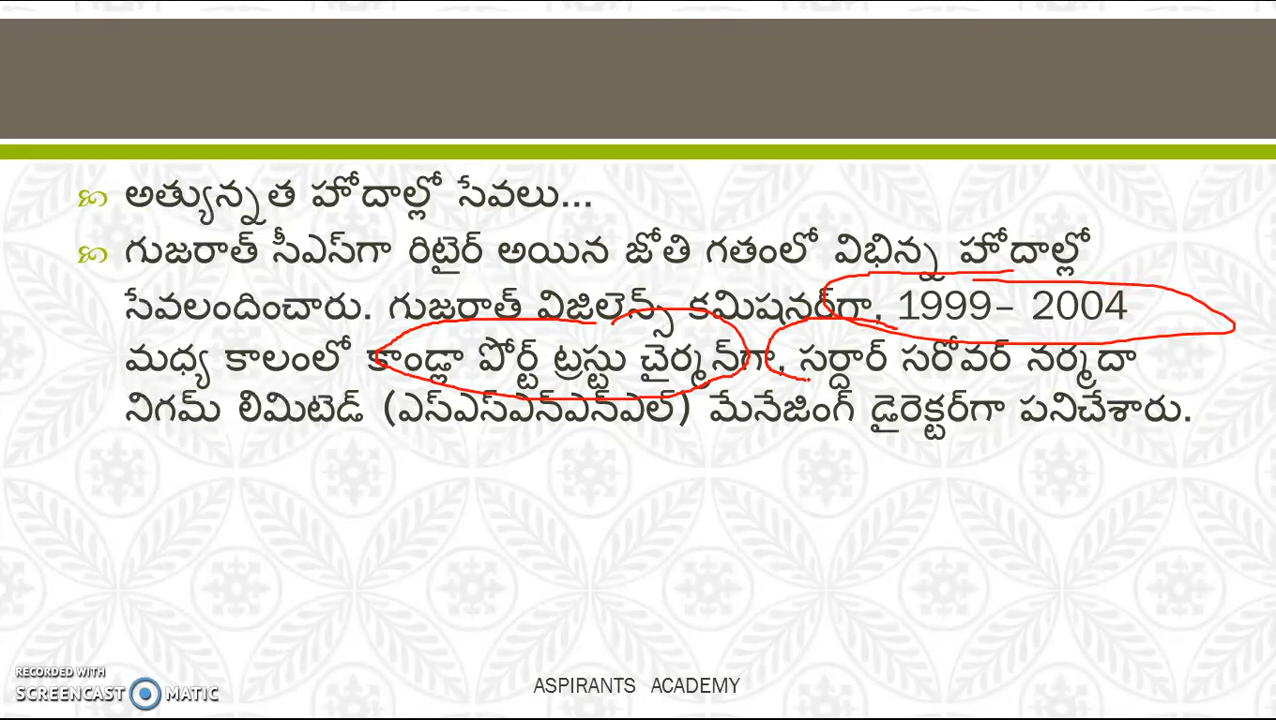 అత్యున్నత హోదాల్లో సేవలు...
గుజరాత్ సీఎస్‌గా రిటైర్ అయిన జోతి గతంలో విభిన్న హోదాల్లో
సేవలందించారు. గుజరాత్ విజిలెన్స్ కమిషనర్‌గా, 1999– 2004
మధ్య కాలంలో కాండ్లా పోర్ట్ ట్రస్టు చైర్మన్‌గా, సర్దార్ సరోవర్ నర్మదా
నిగమ్ లిమిటెడ్ (ఎస్ఎస్ఎన్ఎన్ఎల్) మేనేజింగ్ డైరెక్టర్‌గా పనిచేశారు.
RECORDED WITH
SCREENCAST MATIC
ASPIRANTS ACADEMY